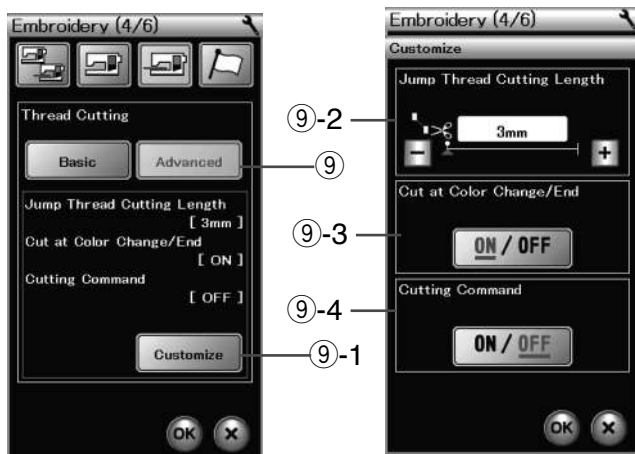 Embroidery (4/6)
Thread Cutting
Basic
Advanced
Jump Thread Cutting Length
[ 3mm ]
Cut at Color Change/End
[ ON ]
Cutting Command
[ OFF ]
Customize
OK
⑨
⑨-1
⑨-2
⑨-3
⑨-4
Embroidery (4/6)
Customize
Jump Thread Cutting Length
3mm
Cut at Color Change/End
ON / OFF
Cutting Command
ON / OFF
OK